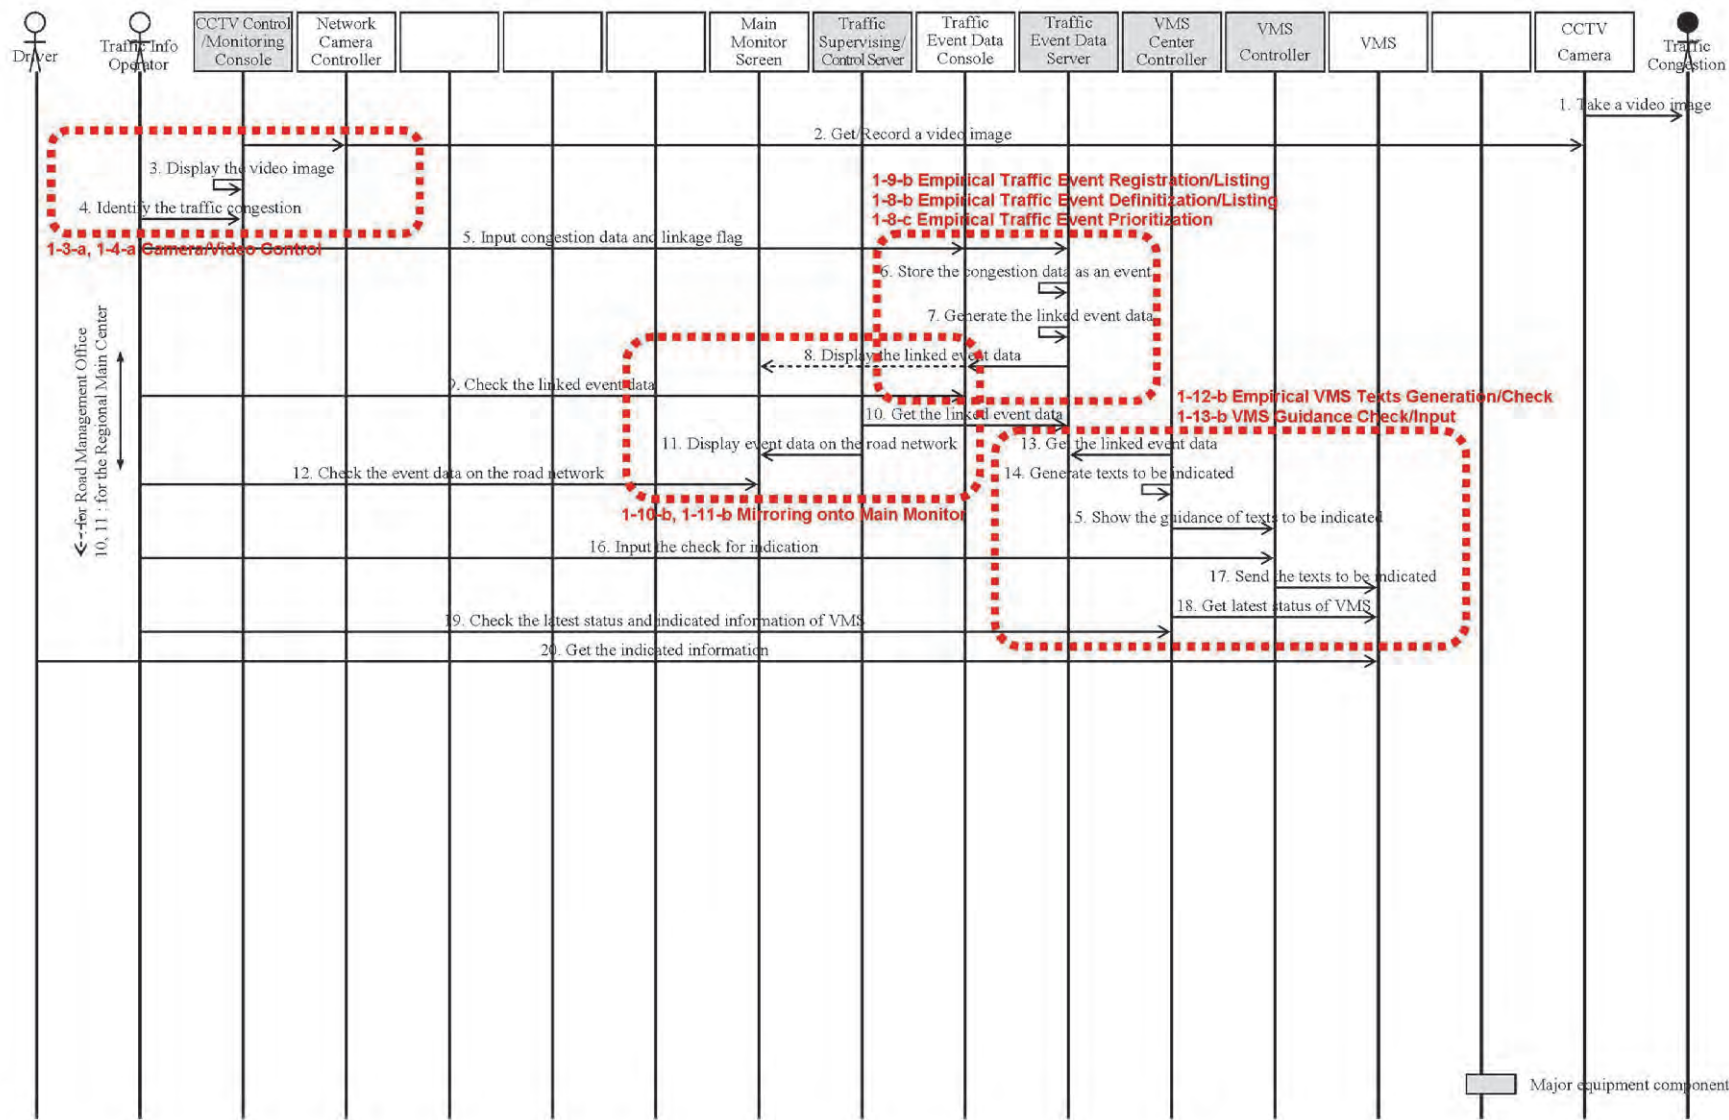 Driver
Traffic Info
Operator
CCTV Control
/Monitoring
Console
Network
Camera
Controller
Main
Monitor
Screen
Traffic
Supervising/
Control Server
Traffic
Event Data
Console
Traffic
Event Data
Server
VMS
Center
Controller
VMS
Controller
VMS
CCTV
Camera
Traffic
Congestion
1. Take a video image
2. Get/Record a video image
3. Display the video image
4. Identify the traffic congestion
1-3-a, 1-4-a Camera/Video Control
1-9-b Empirical Traffic Event Registration/Listing
1-8-b Empirical Traffic Event Definitization/Listing
1-8-c Empirical Traffic Event Prioritization
5. Input congestion data and linkage flag
6. Store the congestion data as an event
7. Generate the linked event data
8. Display the linked event data
9. Check the linked event data
1-12-b Empirical VMS Texts Generation/Check
1-13-b VMS Guidance Check/Input
10. Get the linked event data
11. Display event data on the road network
13. Get the linked event data
12. Check the event data on the road network
14. Generate texts to be indicated
1-10-b, 1-11-b Mirroring onto Main Monitor
15. Show the guidance of texts to be indicated
16. Input the check for indication
17. Send the texts to be indicated
18. Get latest status of VMS
19. Check the latest status and indicated information of VMS
20. Get the indicated information
<---for Road Management Office
10, 11 : for the Regional Main Center
Major equipment component